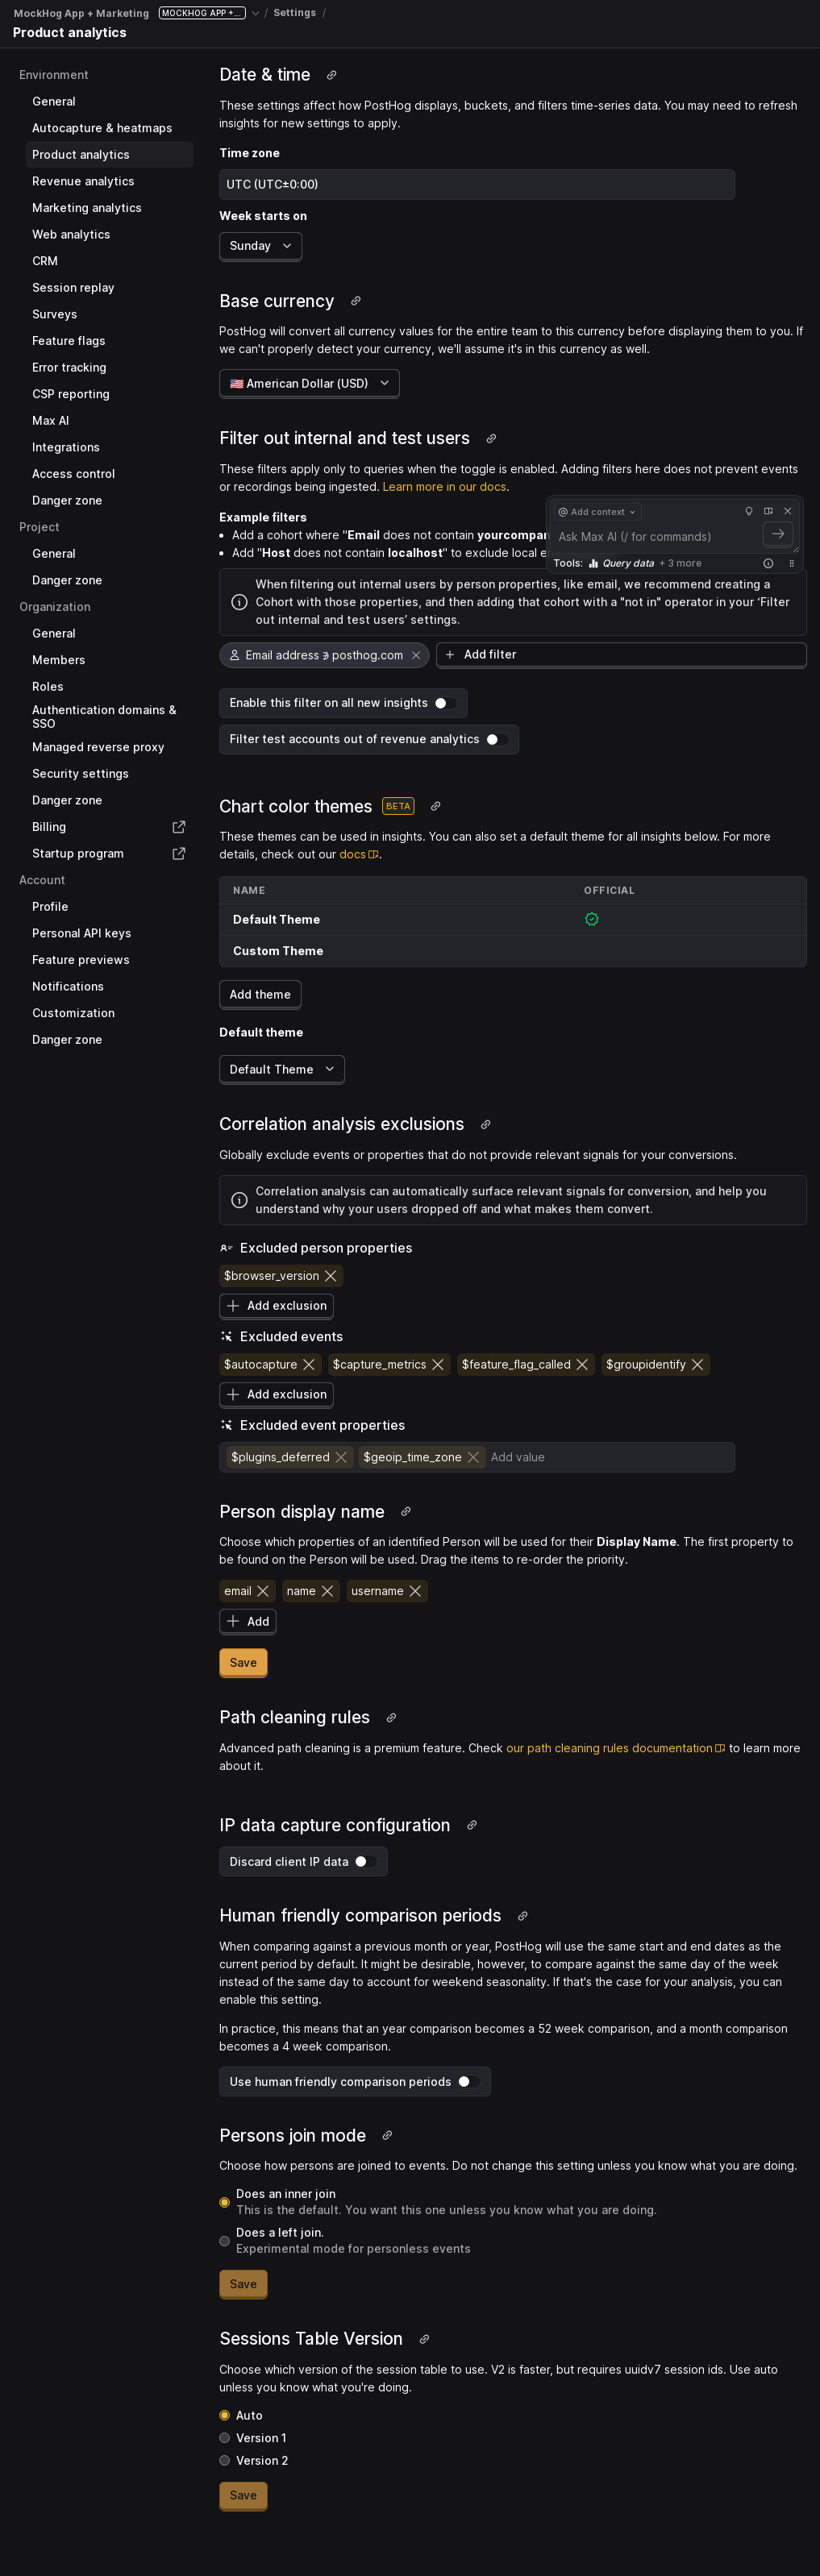 MockHog App + Marketing MOCKHOG APP +... / Settings /
Product analytics
Environment
General
Autocapture & heatmaps
Product analytics
Revenue analytics
Marketing analytics
Web analytics
CRM
Session replay
Surveys
Feature flags
Error tracking
CSP reporting
Max AI
Integrations
Access control
Danger zone
Project
General
Danger zone
Organization
General
Members
Roles
Authentication domains &
SSO
Managed reverse proxy
Security settings
Danger zone
Billing
Startup program
Account
Profile
Personal API keys
Feature previews
Notifications
Customization
Danger zone
Date & time
These settings affect how PostHog displays, buckets, and filters time-series data. You may need to refresh
insights for new settings to apply.
Time zone
UTC (UTC±0:00)
Week starts on
Sunday
Base currency
PostHog will convert all currency values for the entire team to this currency before displaying them to you. If
we can't properly detect your currency, we'll assume it's in this currency as well.
🇺🇸 American Dollar (USD)
Filter out internal and test users
These filters apply only to queries when the toggle is enabled. Adding filters here does not prevent events
or recordings being ingested. Learn more in our docs.
Example filters
Add a cohort where "Email does not contain yourcompan
Add "Host does not contain localhost" to exclude local e
@ Add context
Ask Max AI (/ for commands)
Tools: Query data + 3 more
When filtering out internal users by person properties, like email, we recommend creating a
Cohort with those properties, and then adding that cohort with a "not in" operator in your ‘Filter
out internal and test users’ settings.
Email address ∌ posthog.com
Add filter
Enable this filter on all new insights
Filter test accounts out of revenue analytics
Chart color themes BETA
These themes can be used in insights. You can also set a default theme for all insights below. For more
details, check out our docs.
NAME OFFICIAL
Default Theme
Custom Theme
Add theme
Default theme
Default Theme
Correlation analysis exclusions
Globally exclude events or properties that do not provide relevant signals for your conversions.
Correlation analysis can automatically surface relevant signals for conversion, and help you
understand why your users dropped off and what makes them convert.
Excluded person properties
$browser_version
Add exclusion
Excluded events
$autocapture $capture_metrics $feature_flag_called $groupidentify
Add exclusion
Excluded event properties
$plugins_deferred $geoip_time_zone Add value
Person display name
Choose which properties of an identified Person will be used for their Display Name. The first property to
be found on the Person will be used. Drag the items to re-order the priority.
email name username
Add
Save
Path cleaning rules
Advanced path cleaning is a premium feature. Check our path cleaning rules documentation to learn more
about it.
IP data capture configuration
Discard client IP data
Human friendly comparison periods
When comparing against a previous month or year, PostHog will use the same start and end dates as the
current period by default. It might be desirable, however, to compare against the same day of the week
instead of the same day to account for weekend seasonality. If that's the case for your analysis, you can
enable this setting.
In practice, this means that an year comparison becomes a 52 week comparison, and a month comparison
becomes a 4 week comparison.
Use human friendly comparison periods
Persons join mode
Choose how persons are joined to events. Do not change this setting unless you know what you are doing.
Does an inner join
This is the default. You want this one unless you know what you are doing.
Does a left join.
Experimental mode for personless events
Save
Sessions Table Version
Choose which version of the session table to use. V2 is faster, but requires uuidv7 session ids. Use auto
unless you know what you're doing.
Auto
Version 1
Version 2
Save